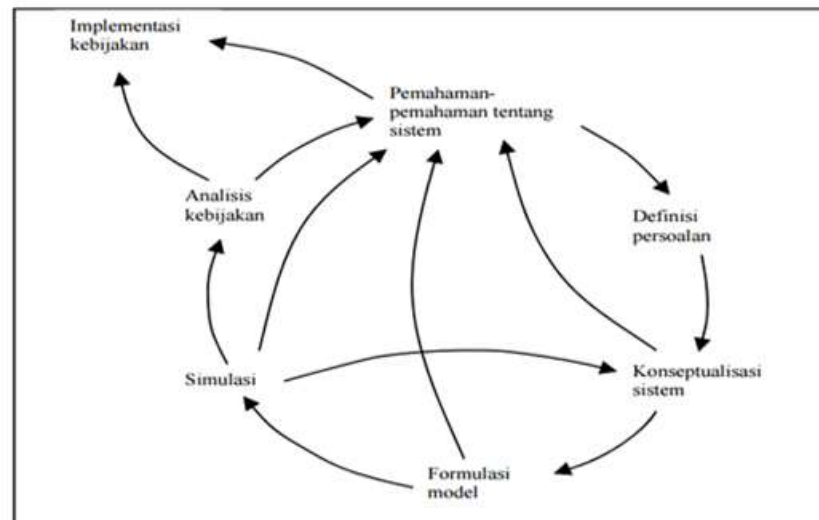 Implementasi
kebijakan
Pemahaman-
pemahaman tentang
sistem
Analisis
kebijakan
Definisi
persoalan
Simulasi
Konseptualisasi
sistem
Formulasi
model